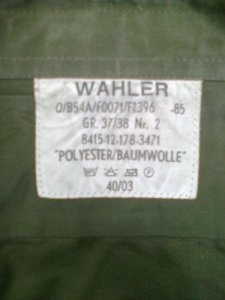 WAHLER
Q/B54A/F0071/F1396 -85
GR. 37/38 Nr. 2
8415-12-178-3471
"POLYESTER/BAUMWOLLE"
40/03